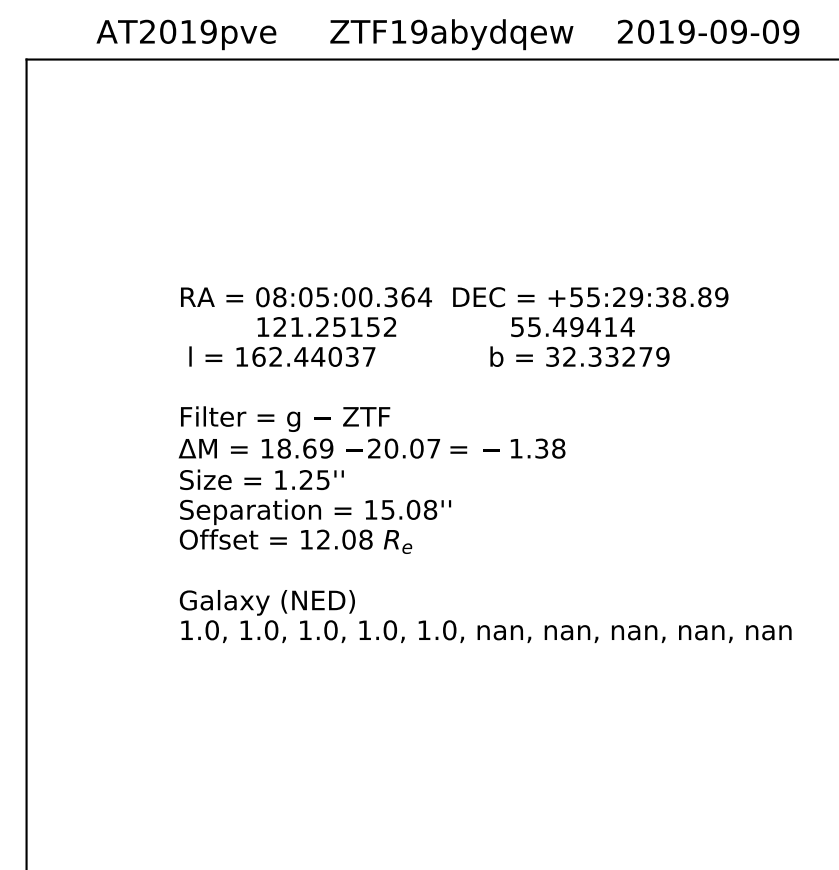 AT2019pve ZTF19abydqew 2019-09-09
RA = 08:05:00.364 DEC = +55:29:38.89
121.25152 55.49414
l = 162.44037 b = 32.33279
Filter = g − ZTF
ΔM = 18.69 −20.07 = − 1.38
Size = 1.25''
Separation = 15.08''
Offset = 12.08 Re
Galaxy (NED)
1.0, 1.0, 1.0, 1.0, 1.0, nan, nan, nan, nan, nan